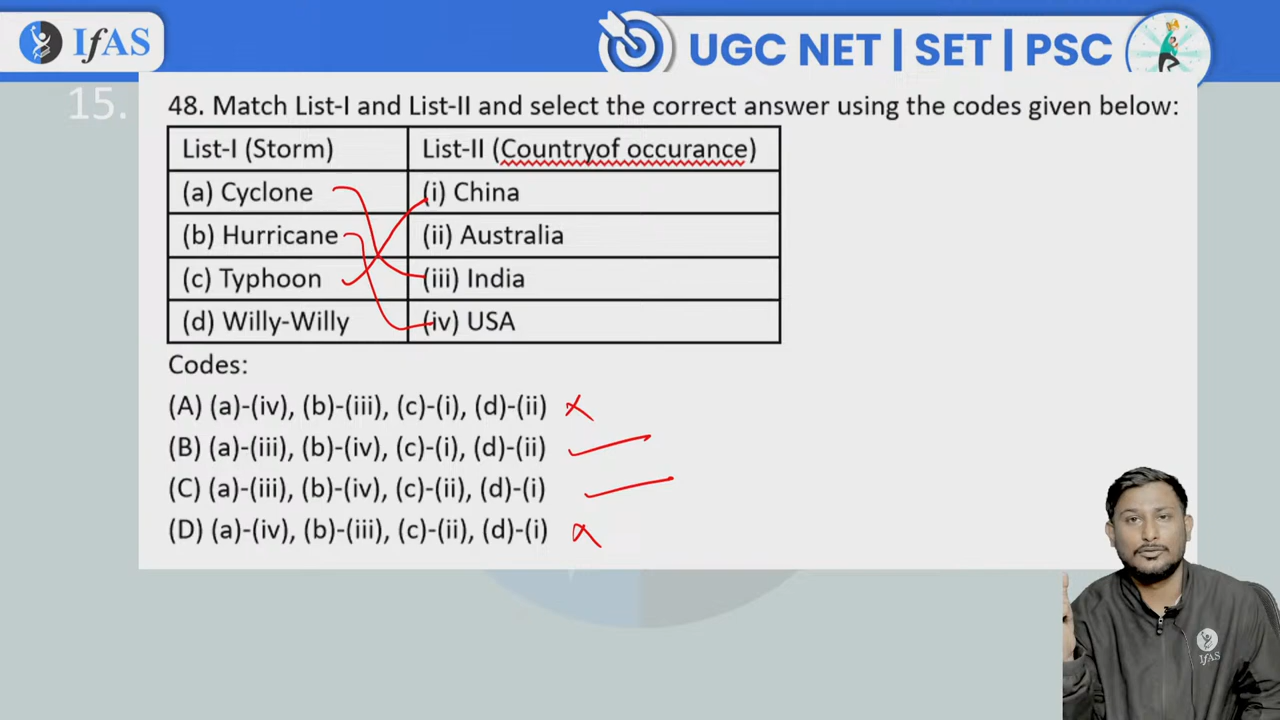 IfAS
UGC NET | SET | PSC
15.
48. Match List-I and List-II and select the correct answer using the codes given below:
List-I (Storm) List-II (Countryof occurance)
(a) Cyclone (i) China
(b) Hurricane (ii) Australia
(c) Typhoon (iii) India
(d) Willy-Willy (iv) USA
Codes:
(A) (a)-(iv), (b)-(iii), (c)-(i), (d)-(ii)
(B) (a)-(iii), (b)-(iv), (c)-(i), (d)-(ii)
(C) (a)-(iii), (b)-(iv), (c)-(ii), (d)-(i)
(D) (a)-(iv), (b)-(iii), (c)-(ii), (d)-(i)
IfAS